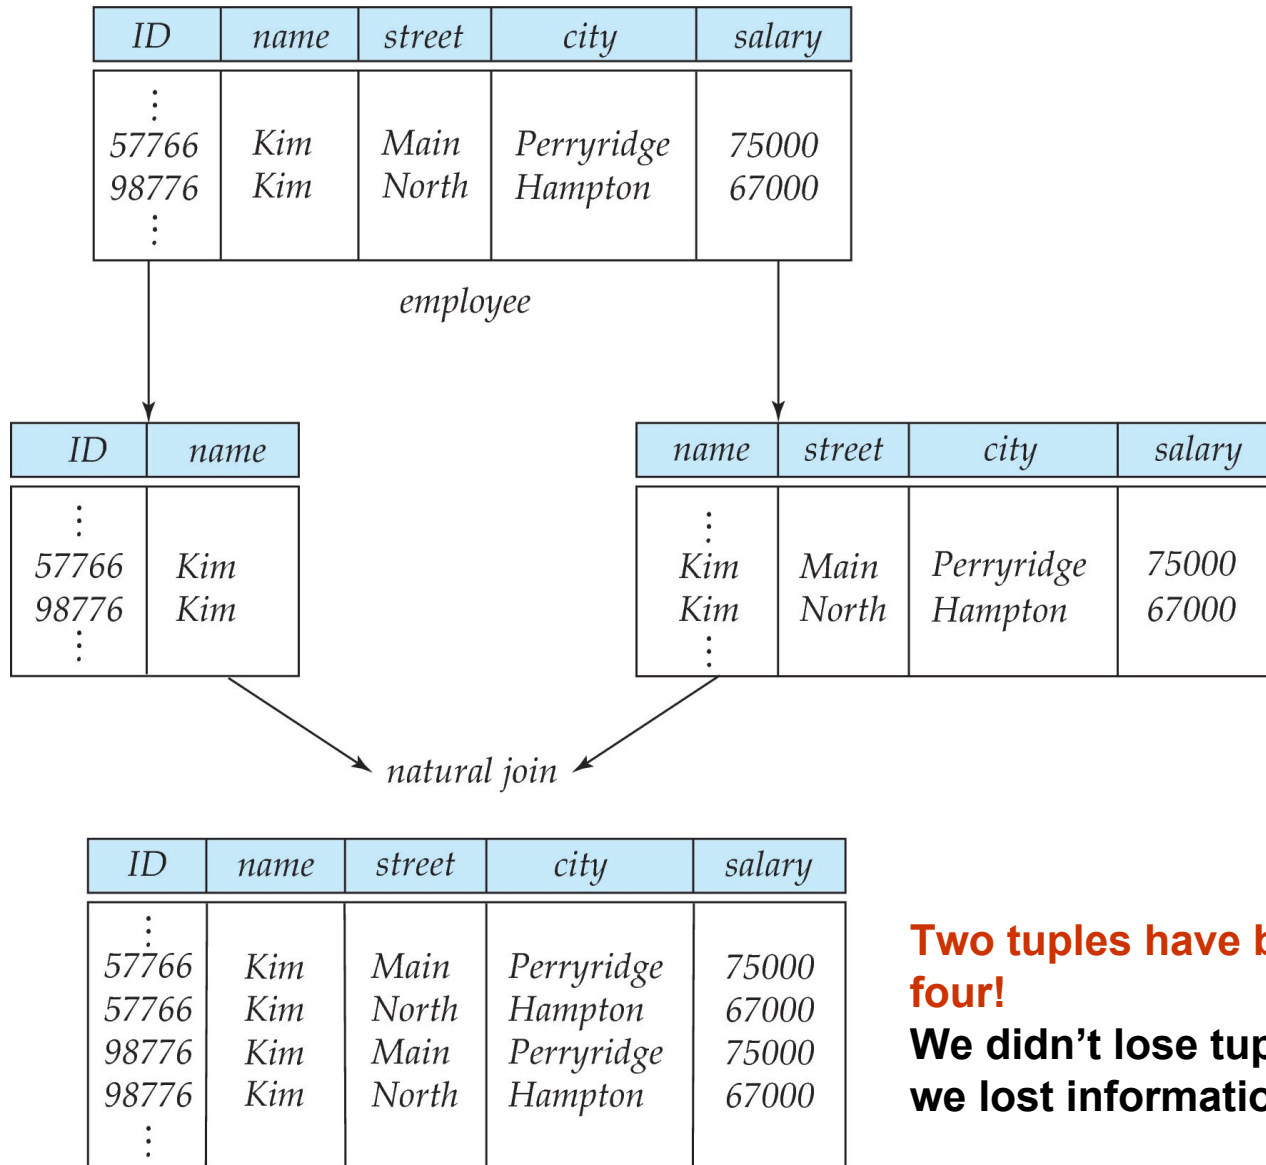 ID name street city salary
⋮
57766 Kim Main Perryridge 75000
98776 Kim North Hampton 67000
⋮
employee
ID name
⋮
57766 Kim
98776 Kim
⋮
name street city salary
⋮
Kim Main Perryridge 75000
Kim North Hampton 67000
⋮
natural join
ID name street city salary
⋮
57766 Kim Main Perryridge 75000
57766 Kim North Hampton 67000
98776 Kim Main Perryridge 75000
98776 Kim North Hampton 67000
⋮
Two tuples have
four!
We didn’t lose
we lost